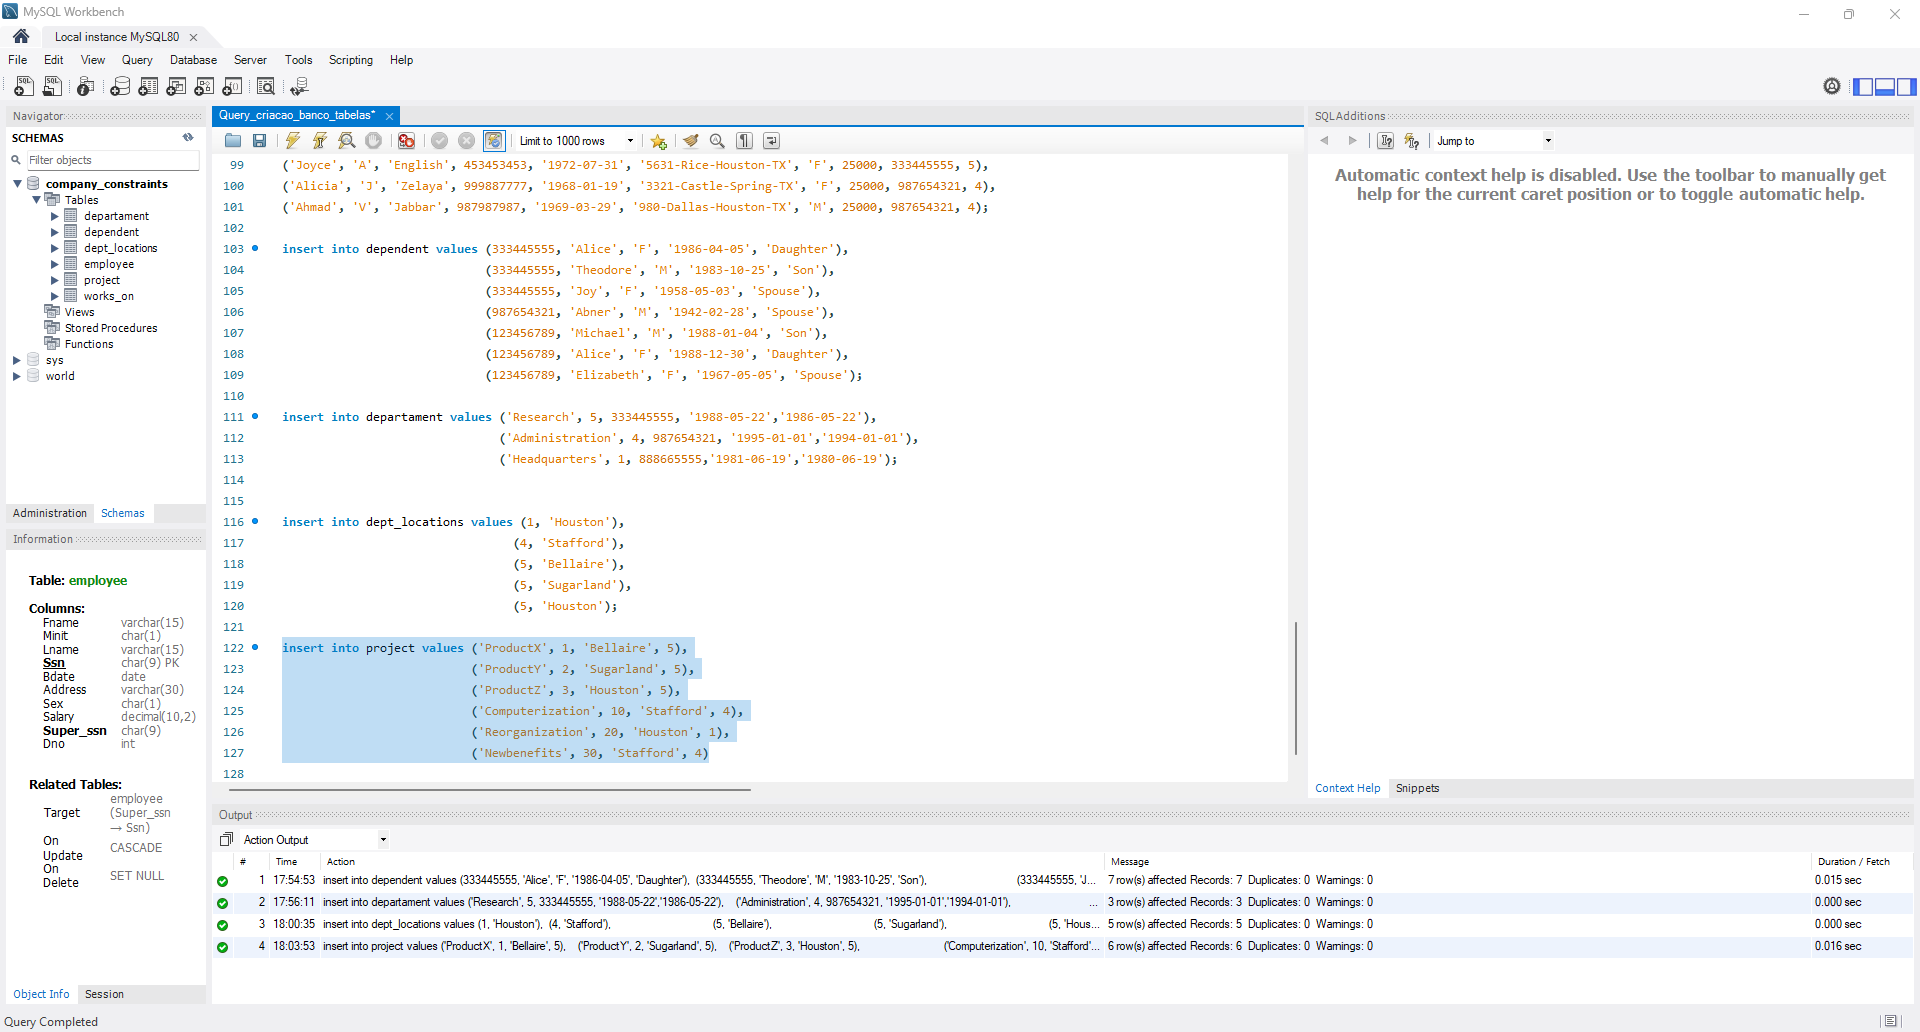 MySQL Workbench
Local instance MySQL80
File Edit View Query Database Server Tools Scripting Help
Navigator
SCHEMAS
Filter objects
company_constraints
Tables
departament
dependent
dept_locations
employee
project
works_on
Views
Stored Procedures
Functions
sys
world
Administration Schemas
Information
Table: employee
Columns:
Fname varchar(15)
Minit char(1)
Lname varchar(15)
Ssn char(9) PK
Bdate date
Address varchar(30)
Sex char(1)
Salary decimal(10,2)
Super_ssn char(9)
Dno int
Related Tables:
Target employee (Super_ssn → Ssn)
On Update CASCADE
On Delete SET NULL
Object Info Session
Query Completed
Query_criacao_banco_tabelas*
Limit to 1000 rows
99 ('Joyce', 'A', 'English', 453453453, '1972-07-31', '5631-Rice-Houston-TX', 'F', 25000, 333445555, 5),
100 ('Alicia', 'J', 'Zelaya', 999887777, '1968-01-19', '3321-Castle-Spring-TX', 'F', 25000, 987654321, 4),
101 ('Ahmad', 'V', 'Jabbar', 987987987, '1969-03-29', '980-Dallas-Houston-TX', 'M', 25000, 987654321, 4);
102
103 insert into dependent values (333445555, 'Alice', 'F', '1986-04-05', 'Daughter'),
104 (333445555, 'Theodore', 'M', '1983-10-25', 'Son'),
105 (333445555, 'Joy', 'F', '1958-05-03', 'Spouse'),
106 (987654321, 'Abner', 'M', '1942-02-28', 'Spouse'),
107 (123456789, 'Michael', 'M', '1988-01-04', 'Son'),
108 (123456789, 'Alice', 'F', '1988-12-30', 'Daughter'),
109 (123456789, 'Elizabeth', 'F', '1967-05-05', 'Spouse');
110
111 insert into departament values ('Research', 5, 333445555, '1988-05-22','1986-05-22'),
112 ('Administration', 4, 987654321, '1995-01-01','1994-01-01'),
113 ('Headquarters', 1, 888665555,'1981-06-19','1980-06-19');
114
115
116 insert into dept_locations values (1, 'Houston'),
117 (4, 'Stafford'),
118 (5, 'Bellaire'),
119 (5, 'Sugarland'),
120 (5, 'Houston');
121
122 insert into project values ('ProductX', 1, 'Bellaire', 5),
123 ('ProductY', 2, 'Sugarland', 5),
124 ('ProductZ', 3, 'Houston', 5),
125 ('Computerization', 10, 'Stafford', 4),
126 ('Reorganization', 20, 'Houston', 1),
127 ('Newbenefits', 30, 'Stafford', 4)
128
SQLAdditions
Jump to
Automatic context help is disabled. Use the toolbar to manually get
help for the current caret position or to toggle automatic help.
Context Help Snippets
Output
Action Output
# Time Action Message Duration / Fetch
1 17:54:53 insert into dependent values (333445555, 'Alice', 'F', '1986-04-05', 'Daughter'), (333445555, 'Theodore', 'M', '1983-10-25', 'Son'), (333445555, 'J... 7 row(s) affected Records: 7 Duplicates: 0 Warnings: 0 0.015 sec
2 17:56:11 insert into departament values ('Research', 5, 333445555, '1988-05-22','1986-05-22'), ('Administration', 4, 987654321, '1995-01-01','1994-01-01'), ... 3 row(s) affected Records: 3 Duplicates: 0 Warnings: 0 0.000 sec
3 18:00:35 insert into dept_locations values (1, 'Houston'), (4, 'Stafford'), (5, 'Bellaire'), (5, 'Sugarland'), (5, 'Hous... 5 row(s) affected Records: 5 Duplicates: 0 Warnings: 0 0.000 sec
4 18:03:53 insert into project values ('ProductX', 1, 'Bellaire', 5), ('ProductY', 2, 'Sugarland', 5), ('ProductZ', 3, 'Houston', 5), ('Computerization', 10, 'Stafford'... 6 row(s) affected Records: 6 Duplicates: 0 Warnings: 0 0.016 sec